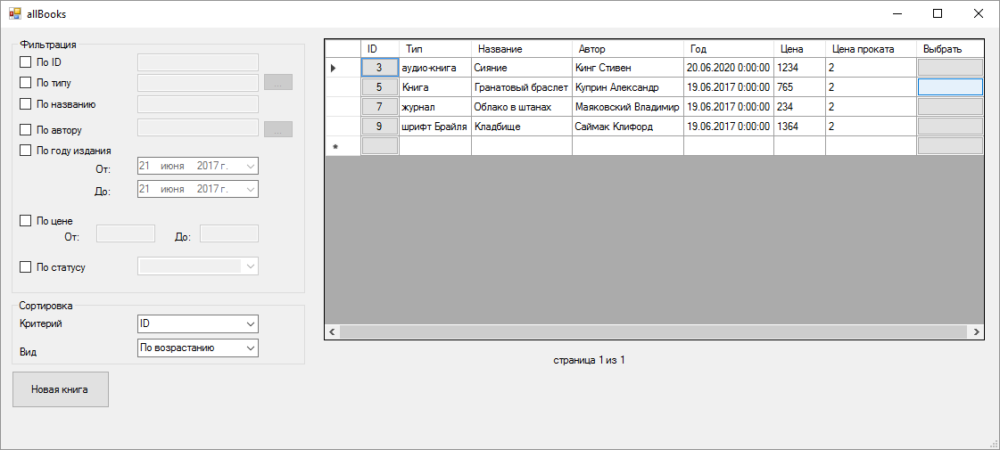 allBooks
Фильтрация
По ID
По типу
...
По названию
По автору
...
По году издания
От: 21 июня 2017 г.
До: 21 июня 2017 г.
По цене
От: До:
По статусу
Сортировка
Критерий ID
Вид По возрастанию
Новая книга
ID Тип Название Автор Год Цена Цена проката Выбрать
3 аудио-книга Сияние Кинг Стивен 20.06.2020 0:00:00 1234 2
5 Книга Гранатовый браслет Куприн Александр 19.06.2017 0:00:00 765 2
7 журнал Облако в штанах Маяковский Владимир 19.06.2017 0:00:00 234 2
9 шрифт Брайля Кладбище Саймак Клифорд 19.06.2017 0:00:00 1364 2
страница 1 из 1